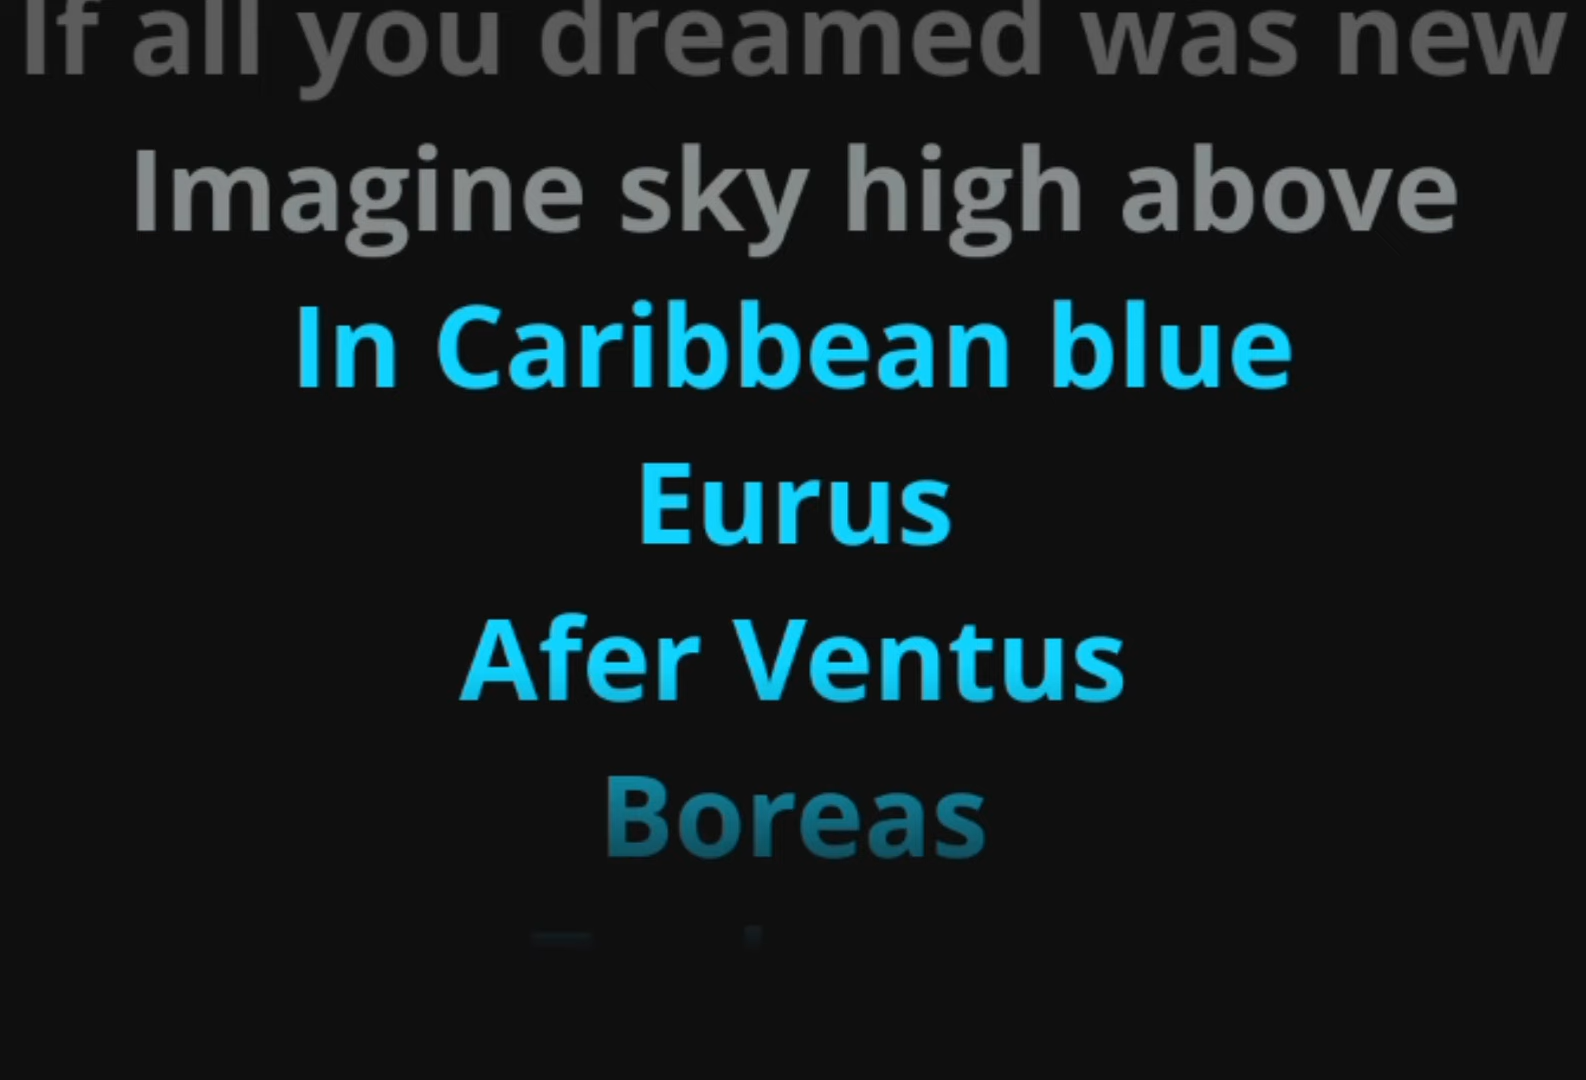 If all you dreamed was new
Imagine sky high above
In Caribbean blue
Eurus
Afer Ventus
Boreas